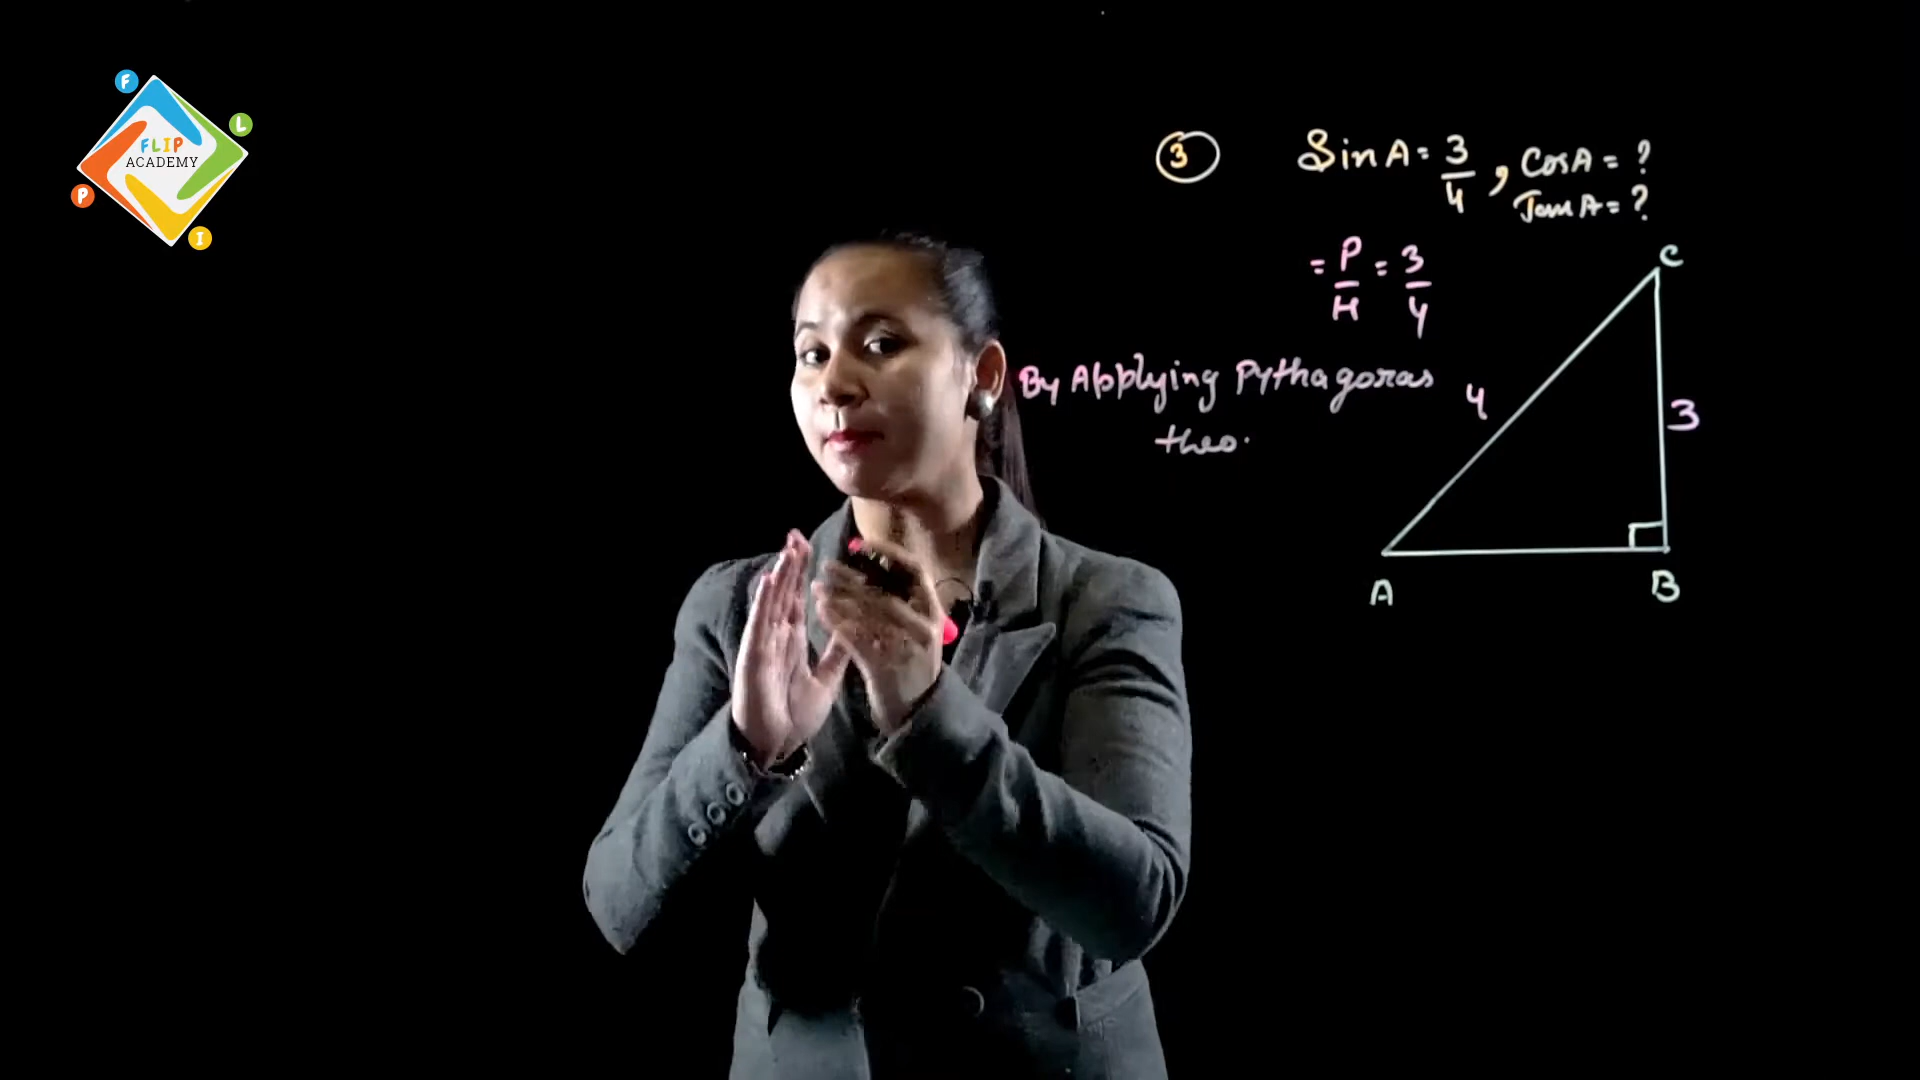 F
L
FLIP
ACADEMY
P
I
3 Sin A = 3/4 , Cos A = ?
Tan A = ?
= P/H = 3/4
C
By Applying Pythagoras
theo.
4
3
A
B